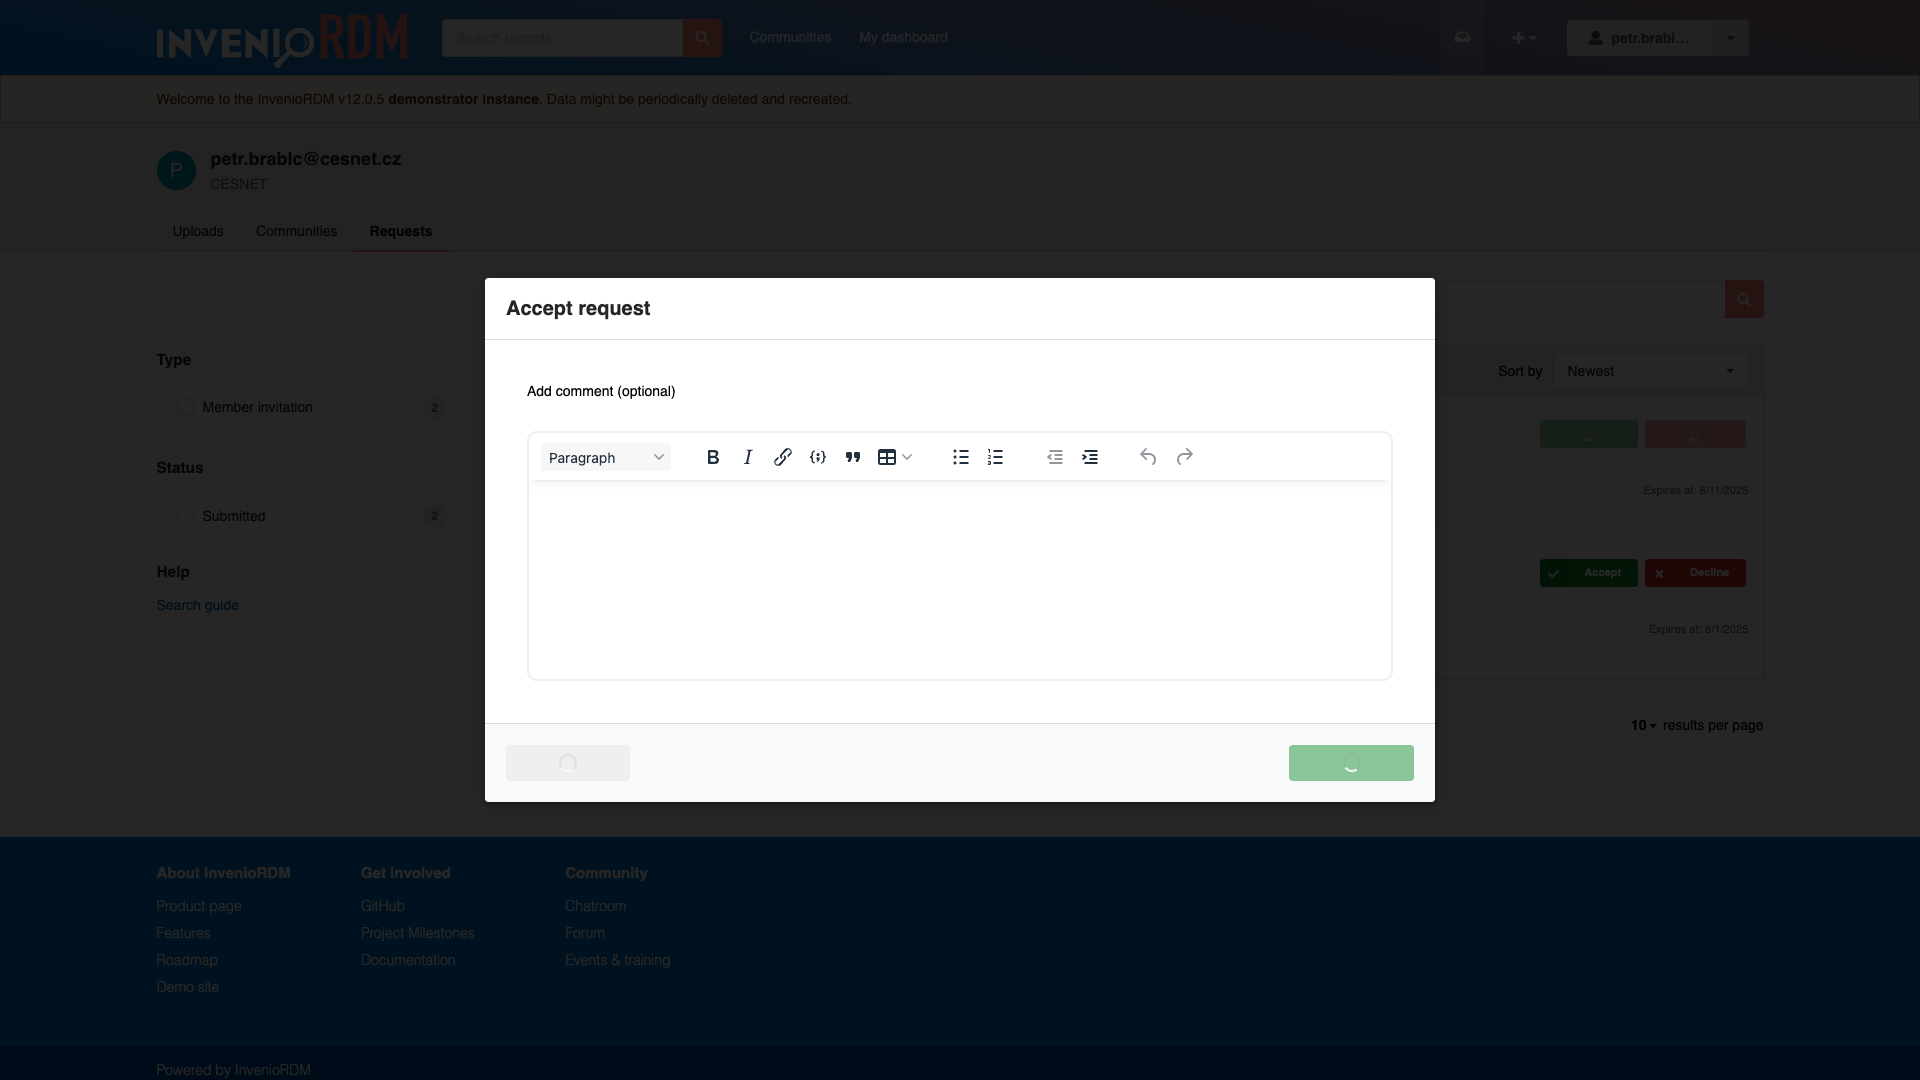 INVENIORDM
Search records...
Communities
My dashboard
petr.brabl...
Welcome to the InvenioRDM v12.0.5 demonstrator instance. Data might be periodically deleted and recreated.
P
petr.brablc@cesnet.cz
CESNET
Uploads
Communities
Requests
Accept request
Type
Member invitation
2
Status
Submitted
2
Help
Search guide
Add comment (optional)
Paragraph
Sort by
Newest
Expires at: 8/11/2025
Accept
Decline
Expires at: 8/1/2025
10 results per page
About InvenioRDM
Product page
Features
Roadmap
Demo site
Get involved
GitHub
Project Milestones
Documentation
Community
Chatroom
Forum
Events & training
Powered by InvenioRDM